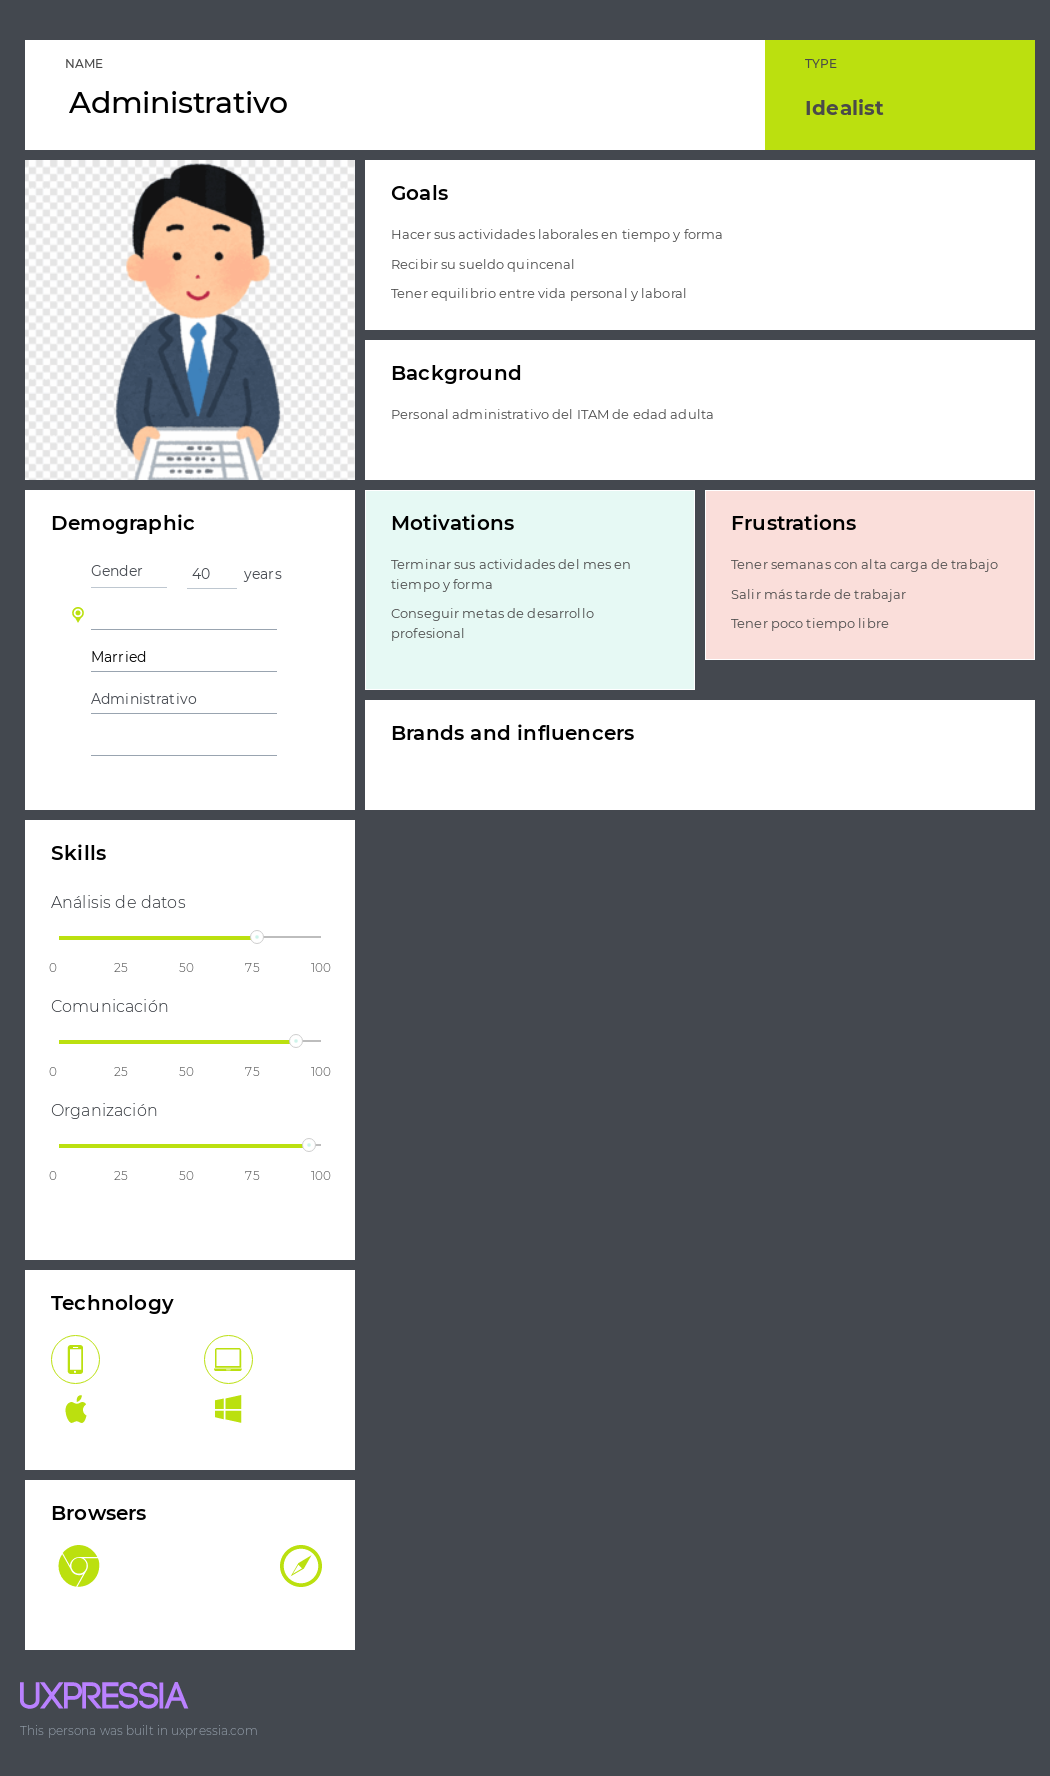 NAME
Administrativo
TYPE
Idealist
Goals
Hacer sus actividades laborales en tiempo y forma
Recibir su sueldo quincenal
Tener equilibrio entre vida personal y laboral
Background
Personal administrativo del ITAM de edad adulta
Demographic
Gender 40 years
Married
Administrativo
Motivations
Terminar sus actividades del mes en
tiempo y forma
Conseguir metas de desarrollo
profesional
Frustrations
Tener semanas con alta carga de trabajo
Salir más tarde de trabajar
Tener poco tiempo libre
Brands and influencers
Skills
Análisis de datos
0 25 50 75 100
Comunicación
0 25 50 75 100
Organización
0 25 50 75 100
Technology
Browsers
UXPRESSIA
This persona was built in uxpressia.com